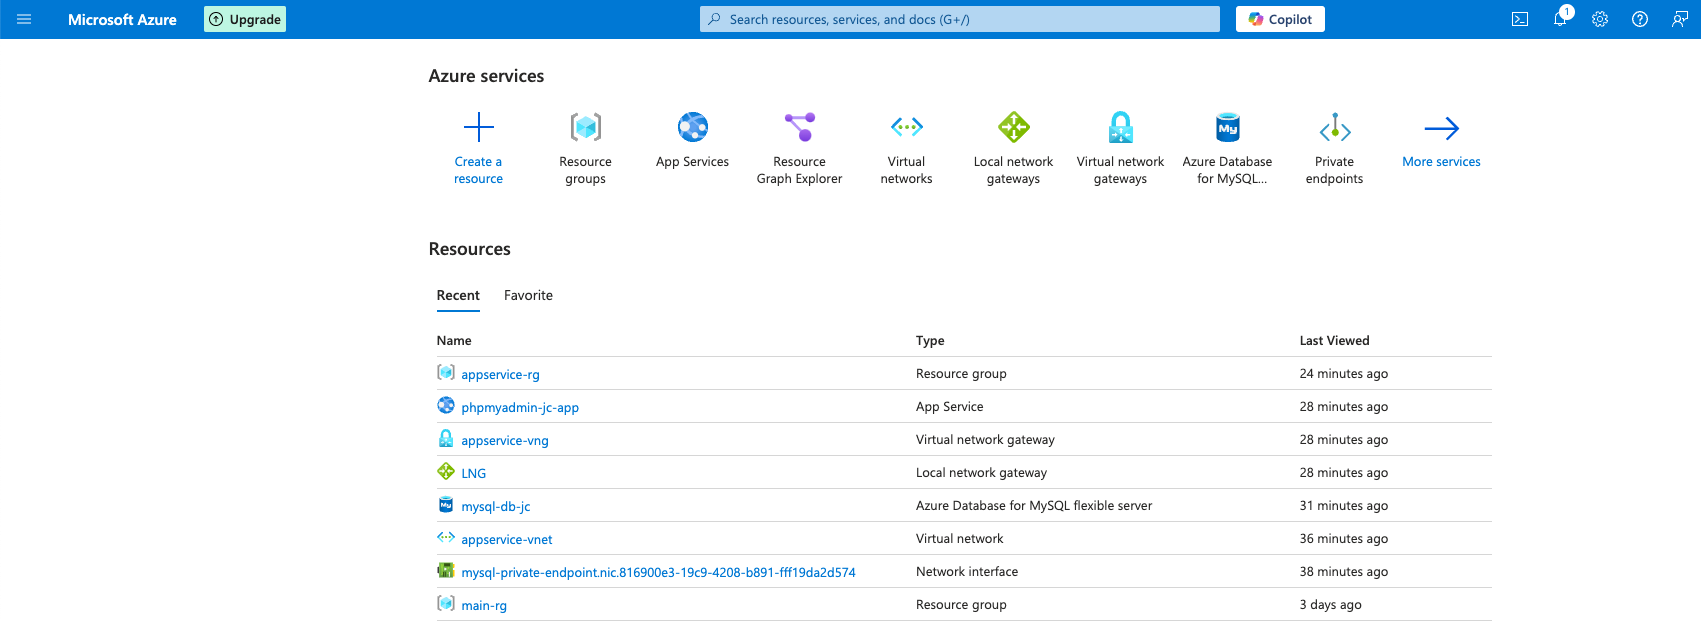 Microsoft Azure
Upgrade
Search resources, services, and docs (G+/)
Copilot
1
Azure services
Create a
resource
Resource
groups
App Services
Resource
Graph Explorer
Virtual
networks
Local network
gateways
Virtual network
gateways
My
Azure Database
for MySQL...
Private
endpoints
More services
Resources
Recent Favorite
Name Type Last Viewed
appservice-rg Resource group 24 minutes ago
phpmyadmin-jc-app App Service 28 minutes ago
appservice-vng Virtual network gateway 28 minutes ago
LNG Local network gateway 28 minutes ago
My mysql-db-jc Azure Database for MySQL flexible server 31 minutes ago
appservice-vnet Virtual network 36 minutes ago
mysql-private-endpoint.nic.816900e3-19c9-4208-b891-fff19da2d574 Network interface 38 minutes ago
main-rg Resource group 3 days ago